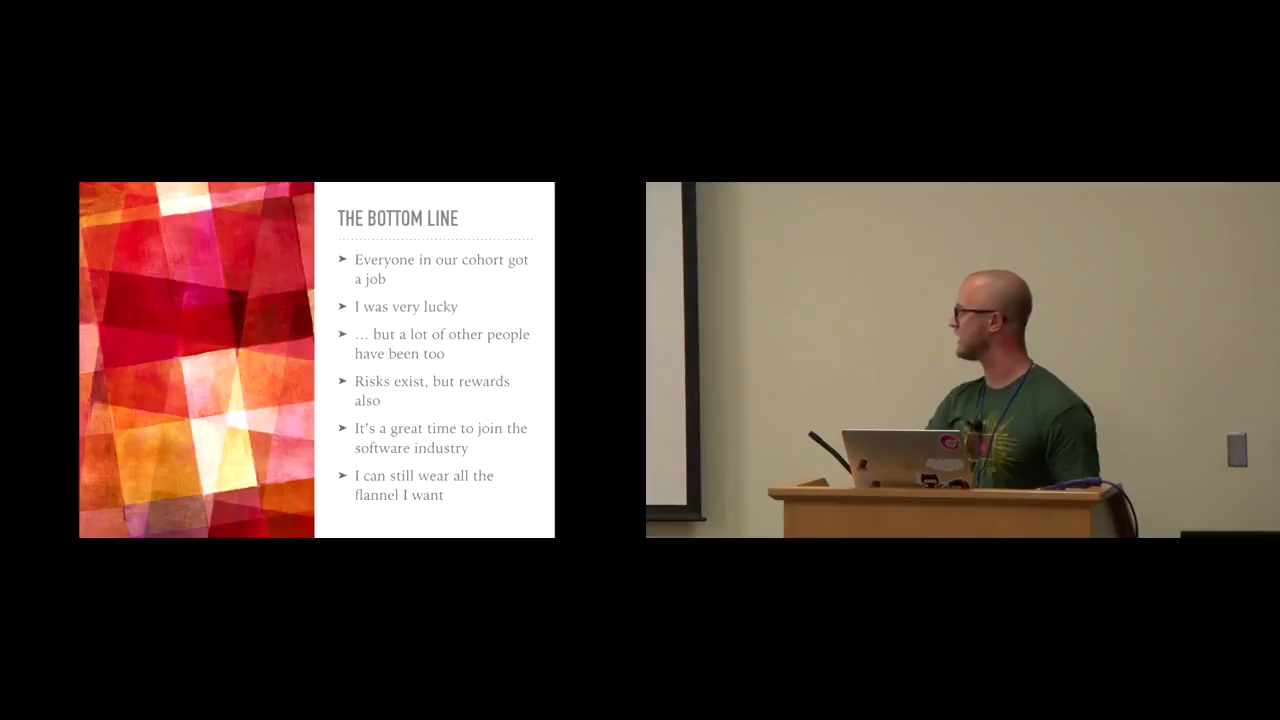 THE BOTTOM LINE
➤ Everyone in our cohort got
a job
➤ I was very lucky
➤ … but a lot of other people
have been too
➤ Risks exist, but rewards
also
➤ It's a great time to join the
software industry
➤ I can still wear all the
flannel I want